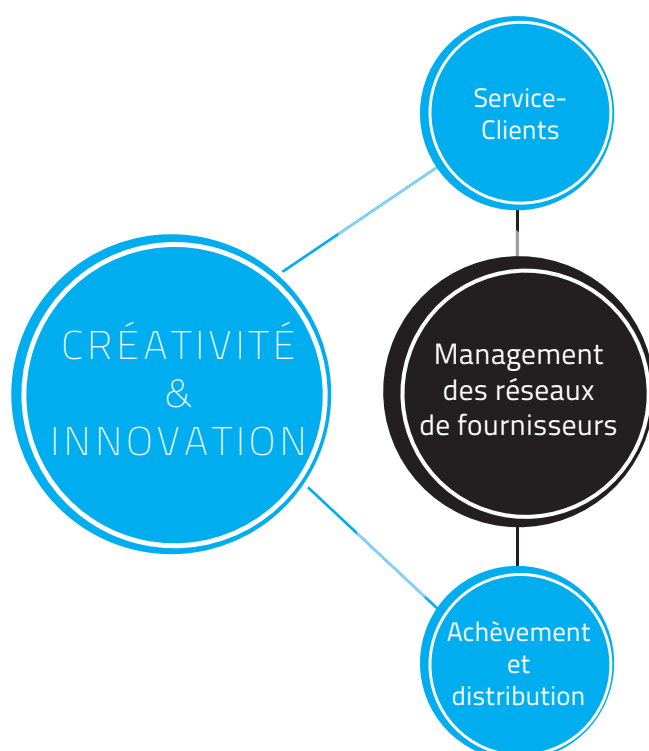 Service-
Clients
CRÉATIVITÉ
&
INNOVATION
Management
des réseaux
de fournisseurs
Achèvement
et
distribution